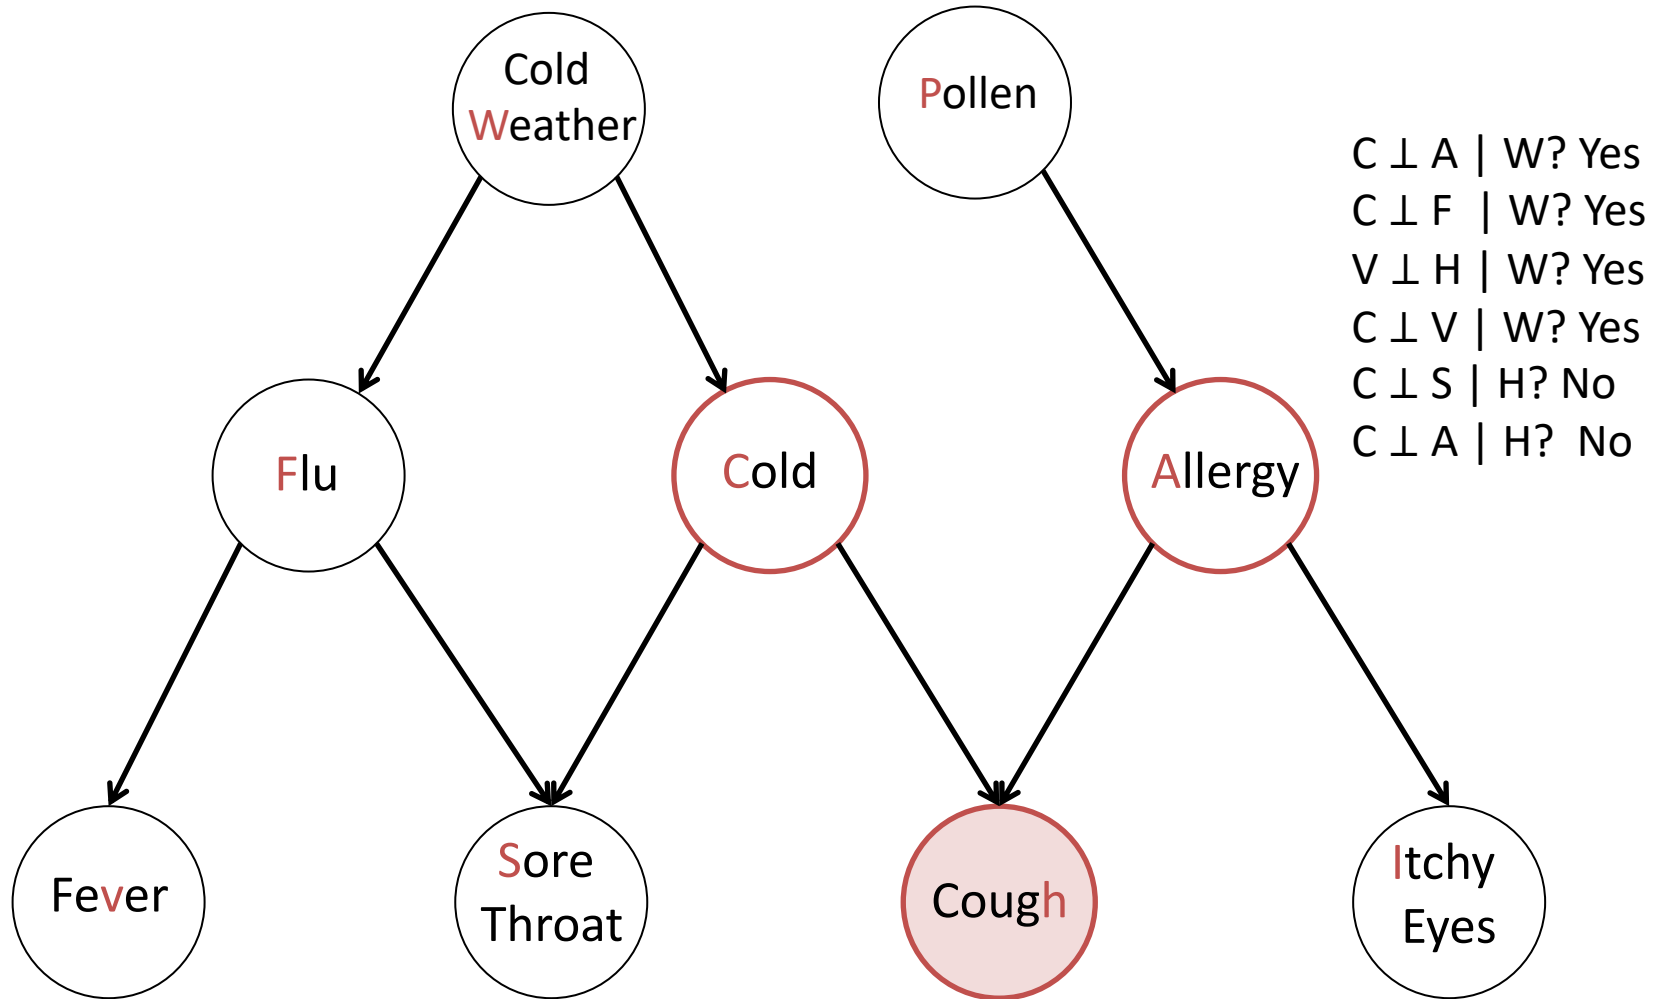 Cold
Weather
Pollen
C ⊥ A | W? Yes
C ⊥ F | W? Yes
V ⊥ H | W? Yes
C ⊥ V | W? Yes
C ⊥ S | H? No
C ⊥ A | H? No
Flu
Cold
Allergy
Fever
Sore
Throat
Cough
Itchy
Eyes